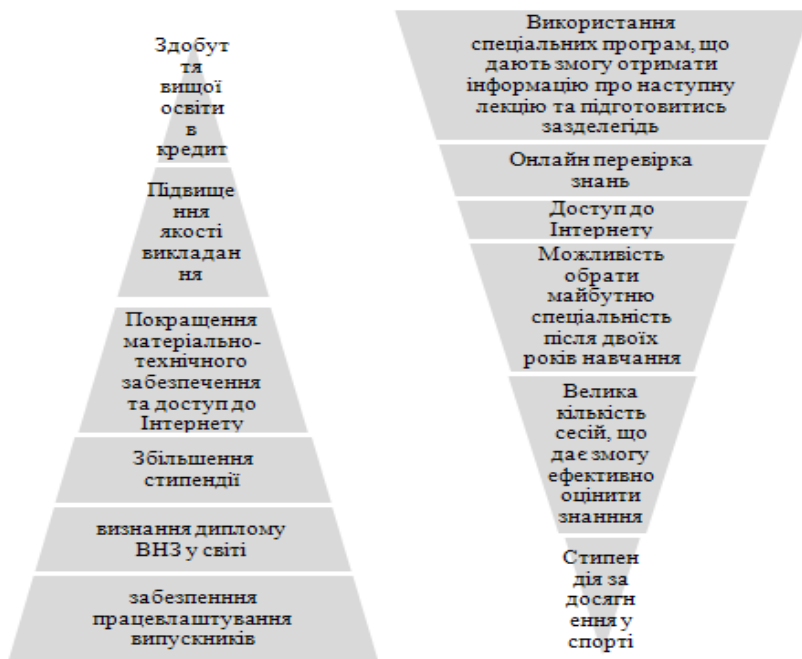 Здобут
тя
вищої
освіти
в
кредит
Підвище
ння
якості
викладан
ня
Покращення
матеріально-
технічного
забезпечення
та доступ до
Інтернету
Збільшення
стипендії
визнання диплому
ВНЗ у світі
забезпенння
працевлаштування
випускників
Використання
спеціальних програм, що
дають змогу отримати
інформацію про наступну
лекцію та підготовитись
зазделегідь
Онлайн перевірка
знань
Доступ до
Інтернету
Можливість
обрати
майбутню
спеціальність
після двоїх
років навчання
Велика
кількість
сесій, що
дає змогу
ефективно
оцінити
знанння
Стипен
дія за
досягн
ення у
спорті